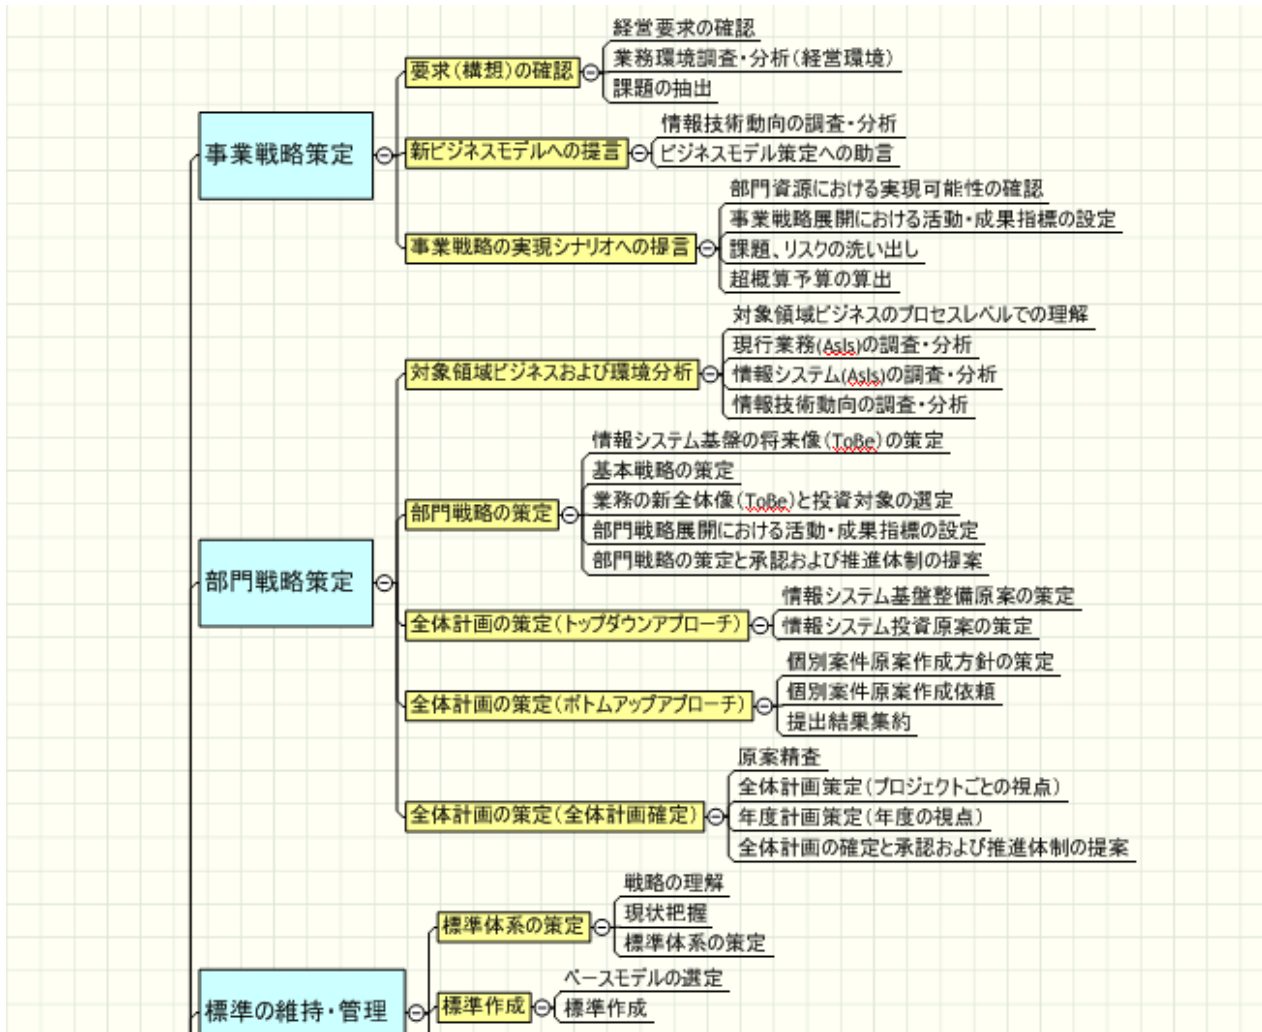 事業戦略策定
要求(構想)の確認
経営要求の確認
業務環境調査・分析(経営環境)
課題の抽出
新ビジネスモデルへの提言
情報技術動向の調査・分析
ビジネスモデル策定への助言
事業戦略の実現シナリオへの提言
部門資源における実現可能性の確認
事業戦略展開における活動・成果指標の設定
課題、リスクの洗い出し
超概算予算の算出
部門戦略策定
対象領域ビジネスおよび環境分析
対象領域ビジネスのプロセスレベルでの理解
現行業務(AsIs)の調査・分析
情報システム(AsIs)の調査・分析
情報技術動向の調査・分析
部門戦略の策定
情報システム基盤の将来像(ToBe)の策定
基本戦略の策定
業務の新全体像(ToBe)と投資対象の選定
部門戦略展開における活動・成果指標の設定
部門戦略の策定と承認および推進体制の提案
全体計画の策定(トップダウンアプローチ)
情報システム基盤整備原案の策定
情報システム投資原案の策定
全体計画の策定(ボトムアップアプローチ)
個別案件原案作成方針の策定
個別案件原案作成依頼
提出結果集約
全体計画の策定(全体計画確定)
原案精査
全体計画策定(プロジェクトごとの視点)
年度計画策定(年度の視点)
全体計画の確定と承認および推進体制の提案
標準の維持・管理
標準体系の策定
戦略の理解
現状把握
標準体系の策定
標準作成
ベースモデルの選定
標準作成